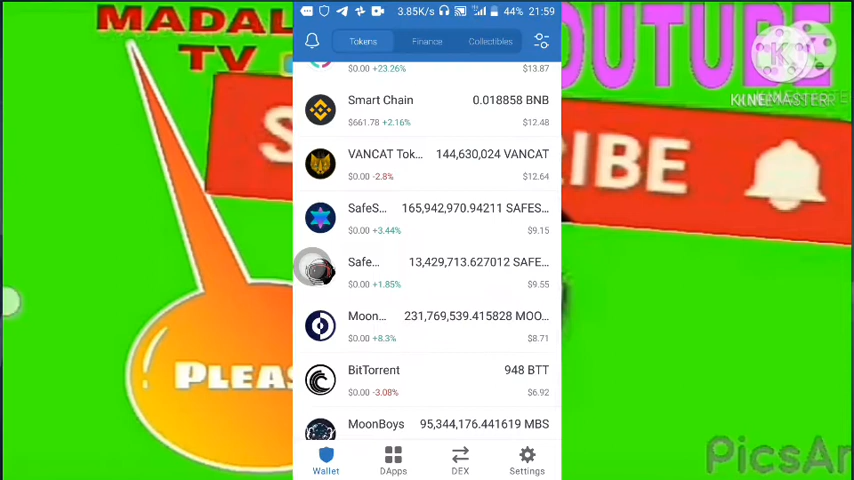 MADAL
TV
YOUTUBE
KINEMASTER
SUBSCRIBE
PLEAS
PicsAr
3.85K/s 44% 21:59
Tokens Finance Collectibles
$0.00 +23.26% $13.87
Smart Chain 0.018858 BNB
$661.78 +2.16% $12.48
VANCAT Tok... 144,630,024 VANCAT
$0.00 -2.8% $12.64
SafeS... 165,942,970.94211 SAFES...
$0.00 +3.44% $9.15
Safe... 13,429,713.627012 SAFE...
$0.00 +1.85% $9.55
Moon... 231,769,539.415828 MOO...
$0.00 +8.3% $8.71
BitTorrent 948 BTT
$0.00 -3.08% $6.92
MoonBoys 95,344,176.441619 MBS
Wallet DApps DEX Settings